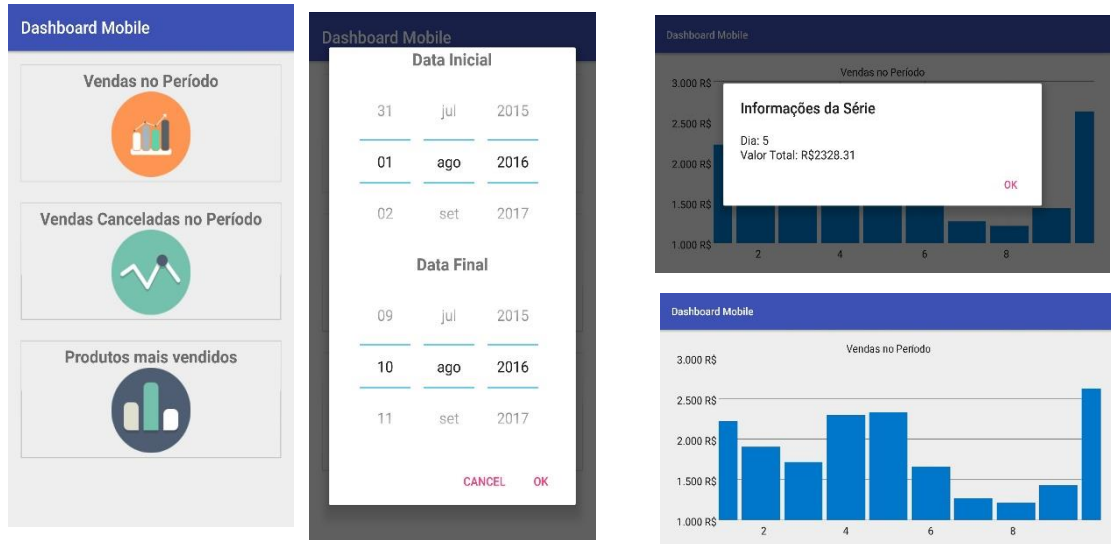 Dashboard Mobile
Vendas no Período
Vendas Canceladas no Período
Produtos mais vendidos
Dashboard Mobile
Data Inicial
31 jul 2015
01 ago 2016
02 set 2017
Data Final
09 jul 2015
10 ago 2016
11 set 2017
CANCEL OK
Dashboard Mobile
Vendas no Período
3.000 R$
2.500 R$
2.000 R$
1.500 R$
1.000 R$
Informações da Série
Dia: 5
Valor Total: R$2328.31
OK
2 4 6 8
Dashboard Mobile
Vendas no Período
3.000 R$
2.500 R$
2.000 R$
1.500 R$
1.000 R$
2 4 6 8